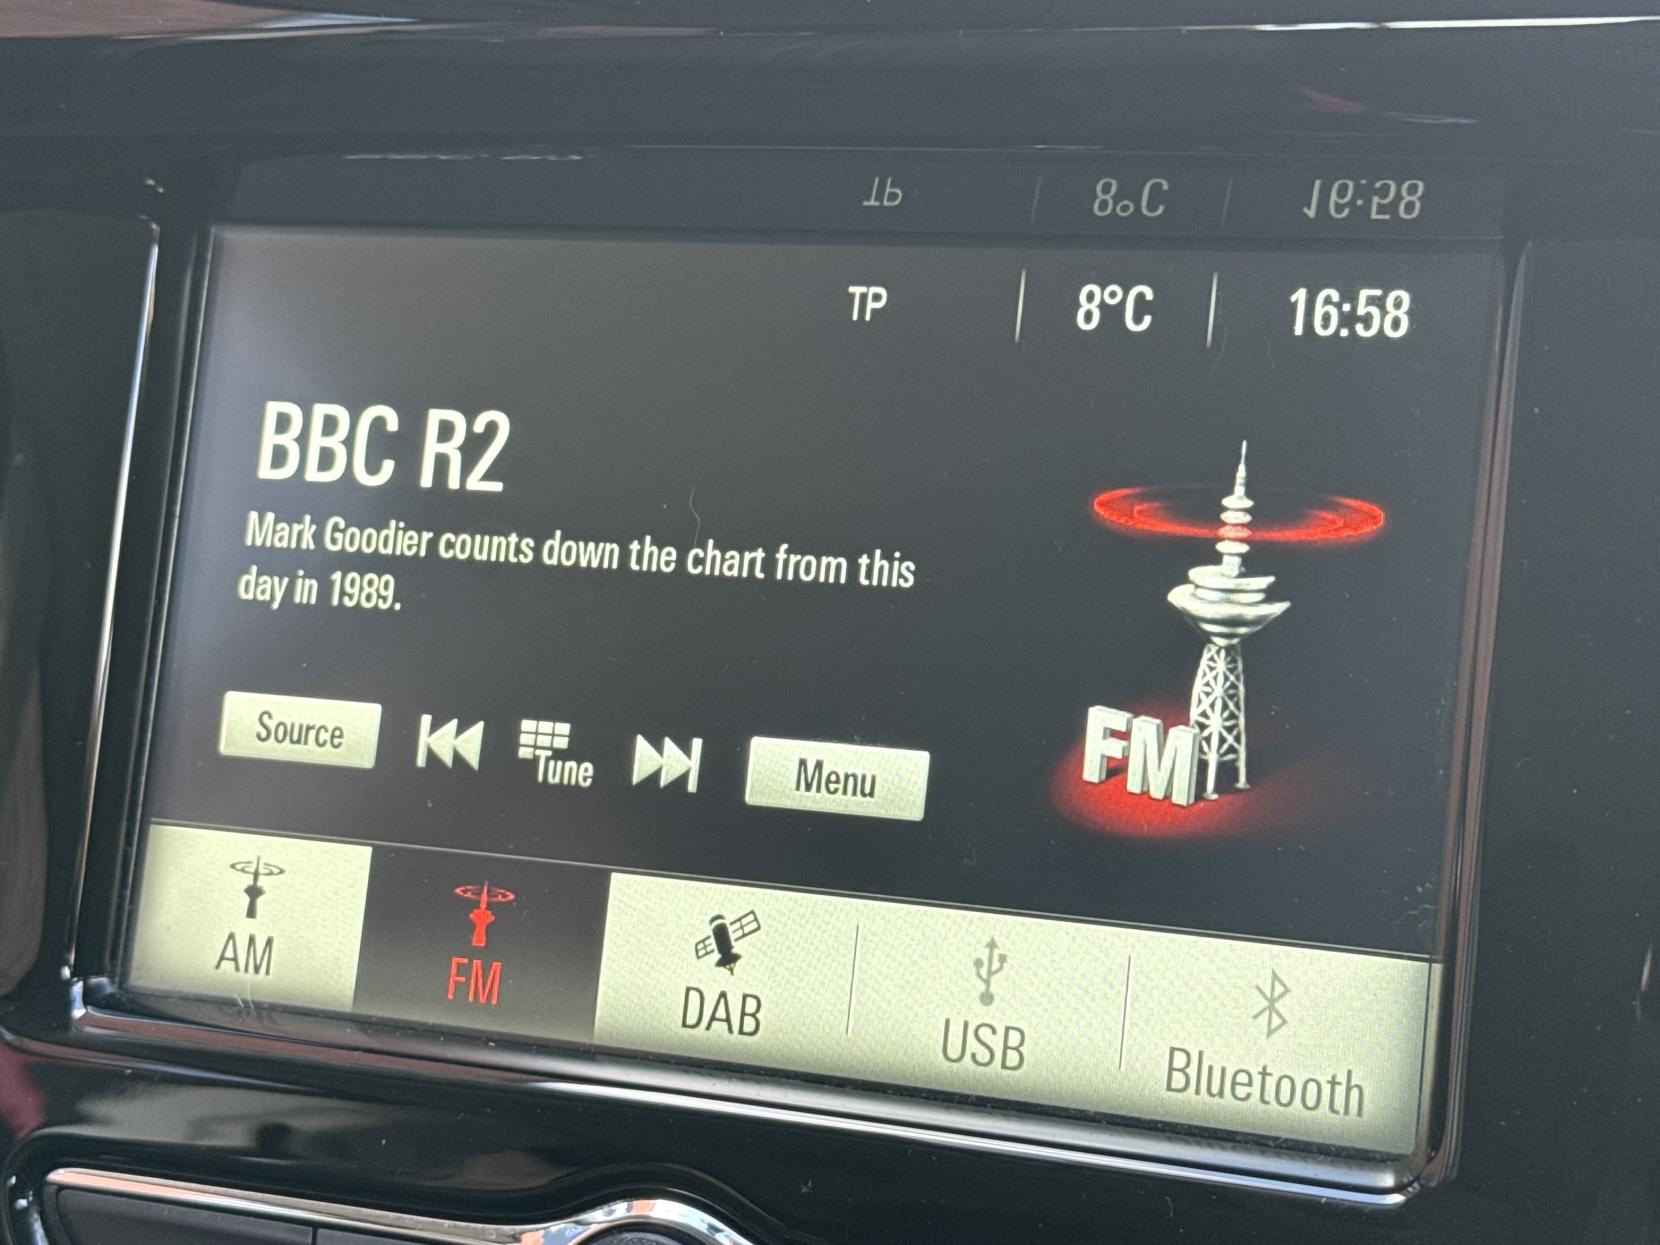 TP 8°C 16:58
BBC R2
Mark Goodier counts down the chart from this
day in 1989.
Source Tune Menu
FM
AM FM DAB USB Bluetooth